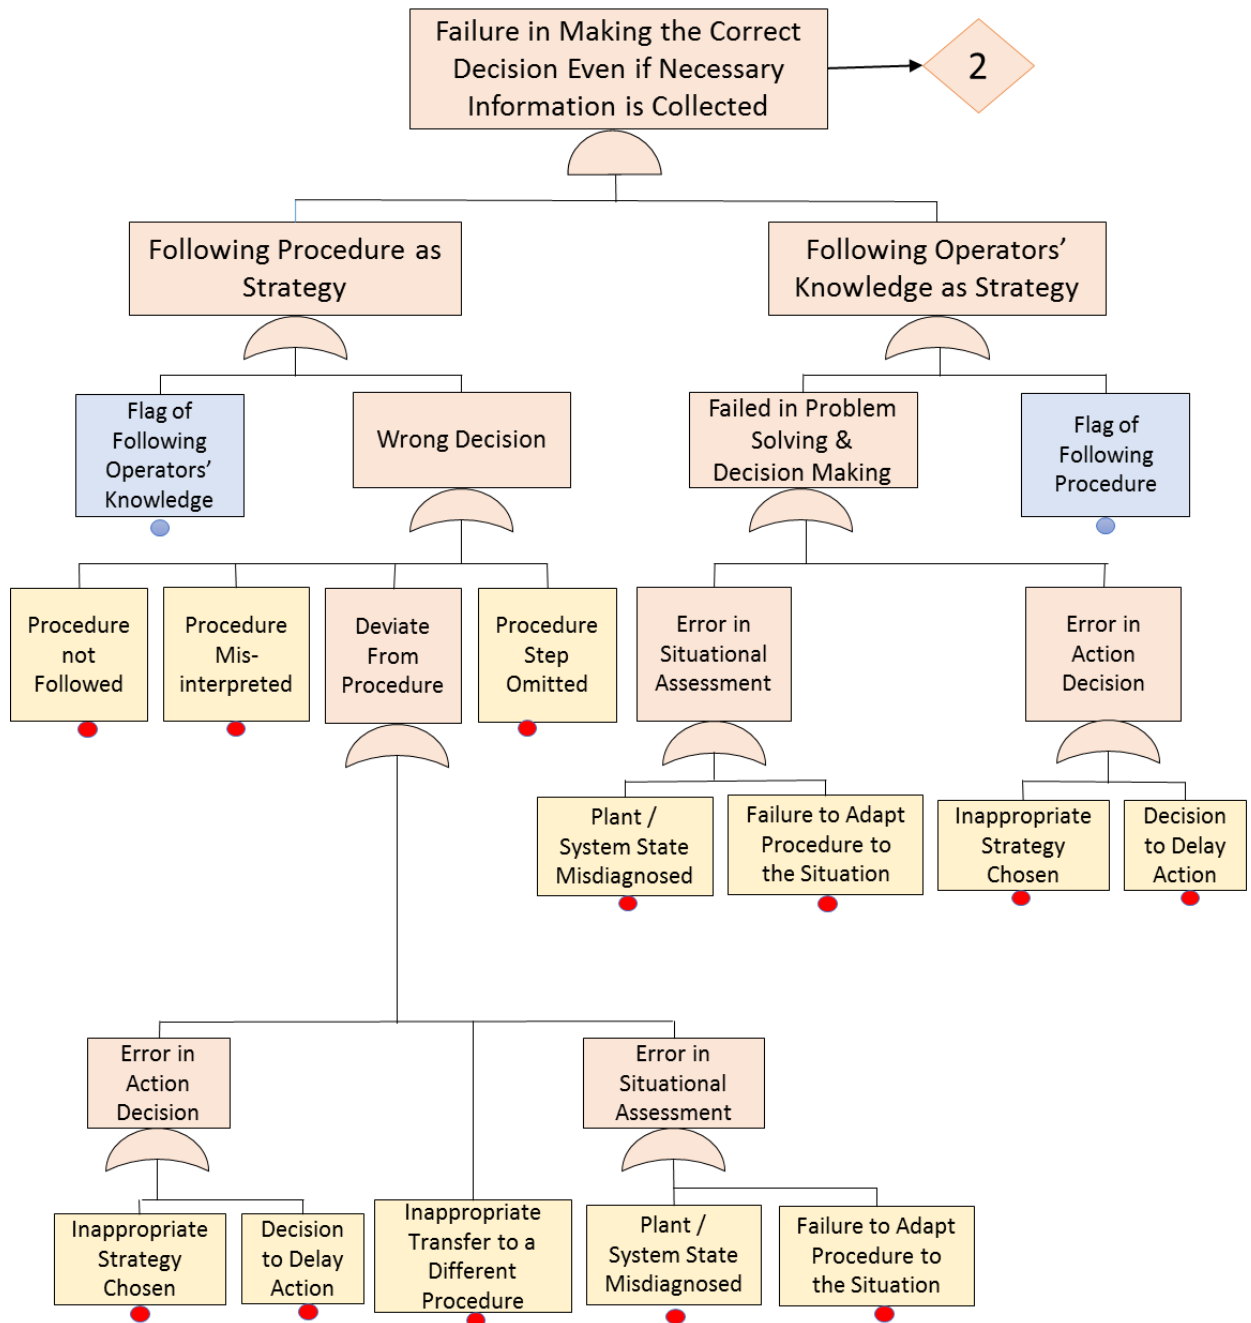 Failure in Making the Correct
Decision Even if Necessary
Information is Collected
2
Following Procedure as
Strategy
Following Operators'
Knowledge as Strategy
Flag of
Following
Operators'
Knowledge
Wrong Decision
Failed in Problem
Solving &
Decision Making
Flag of
Following
Procedure
Procedure
not
Followed
Procedure
Mis-
interpreted
Deviate
From
Procedure
Procedure
Step
Omitted
Error in
Situational
Assessment
Error in
Action
Decision
Plant /
System State
Misdiagnosed
Failure to Adapt
Procedure to
the Situation
Inappropriate
Strategy
Chosen
Decision
to Delay
Action
Error in
Action
Decision
Error in
Situational
Assessment
Inappropriate
Strategy
Chosen
Decision
to Delay
Action
Inappropriate
Transfer to a
Different
Procedure
Plant /
System State
Misdiagnosed
Failure to Adapt
Procedure to
the Situation